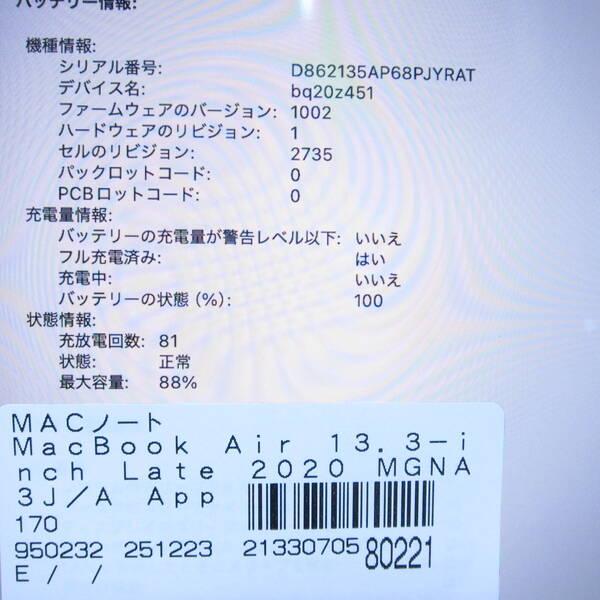 バッテリー情報:
機種情報:
シリアル番号: D862135AP68PJYRAT
デバイス名: bq20z451
ファームウェアのバージョン: 1002
ハードウェアのリビジョン: 1
セルのリビジョン: 2735
パックロットコード: 0
PCBロットコード: 0
充電量情報:
バッテリーの充電量が警告レベル以下: いいえ
フル充電済み: はい
充電中: いいえ
バッテリーの状態（%）: 100
状態情報:
充放電回数: 81
状態: 正常
最大容量: 88%
MACノート
MacBook Air 13.3-i
nch Late 2020 MGNA
3J/A App
170
950232 251223 21330705 80221
E / /